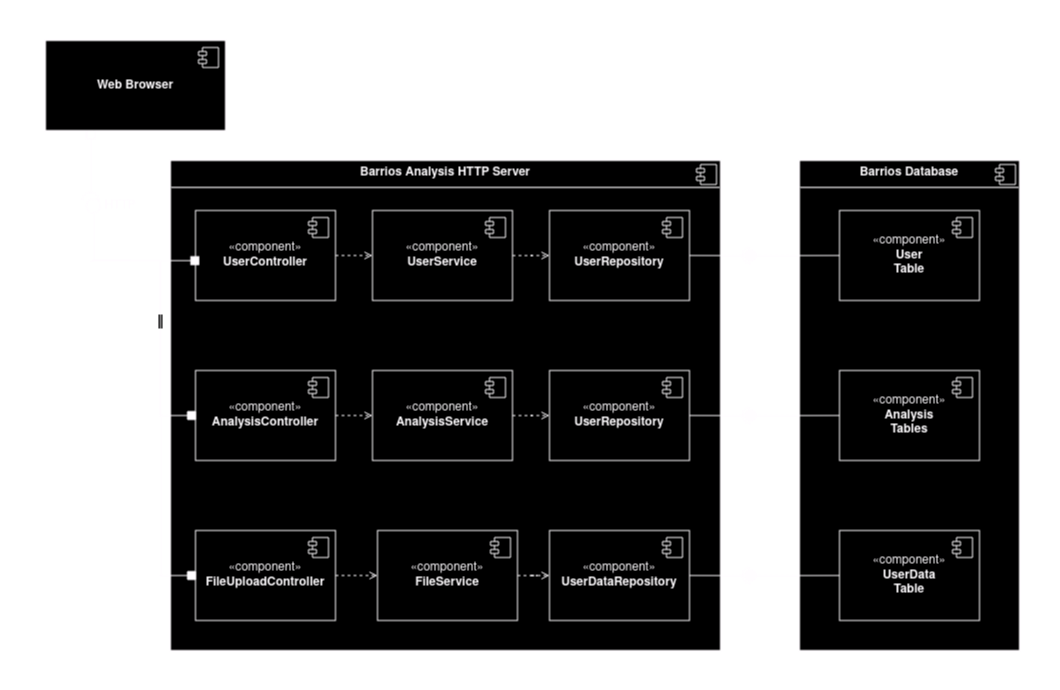 Web Browser
Barrios Analysis HTTP Server
«component»
UserController
«component»
UserService
«component»
UserRepository
«component»
AnalysisController
«component»
AnalysisService
«component»
UserRepository
«component»
FileUploadController
«component»
FileService
«component»
UserDataRepository
Barrios Database
«component»
User
Table
«component»
Analysis
Tables
«component»
UserData
Table